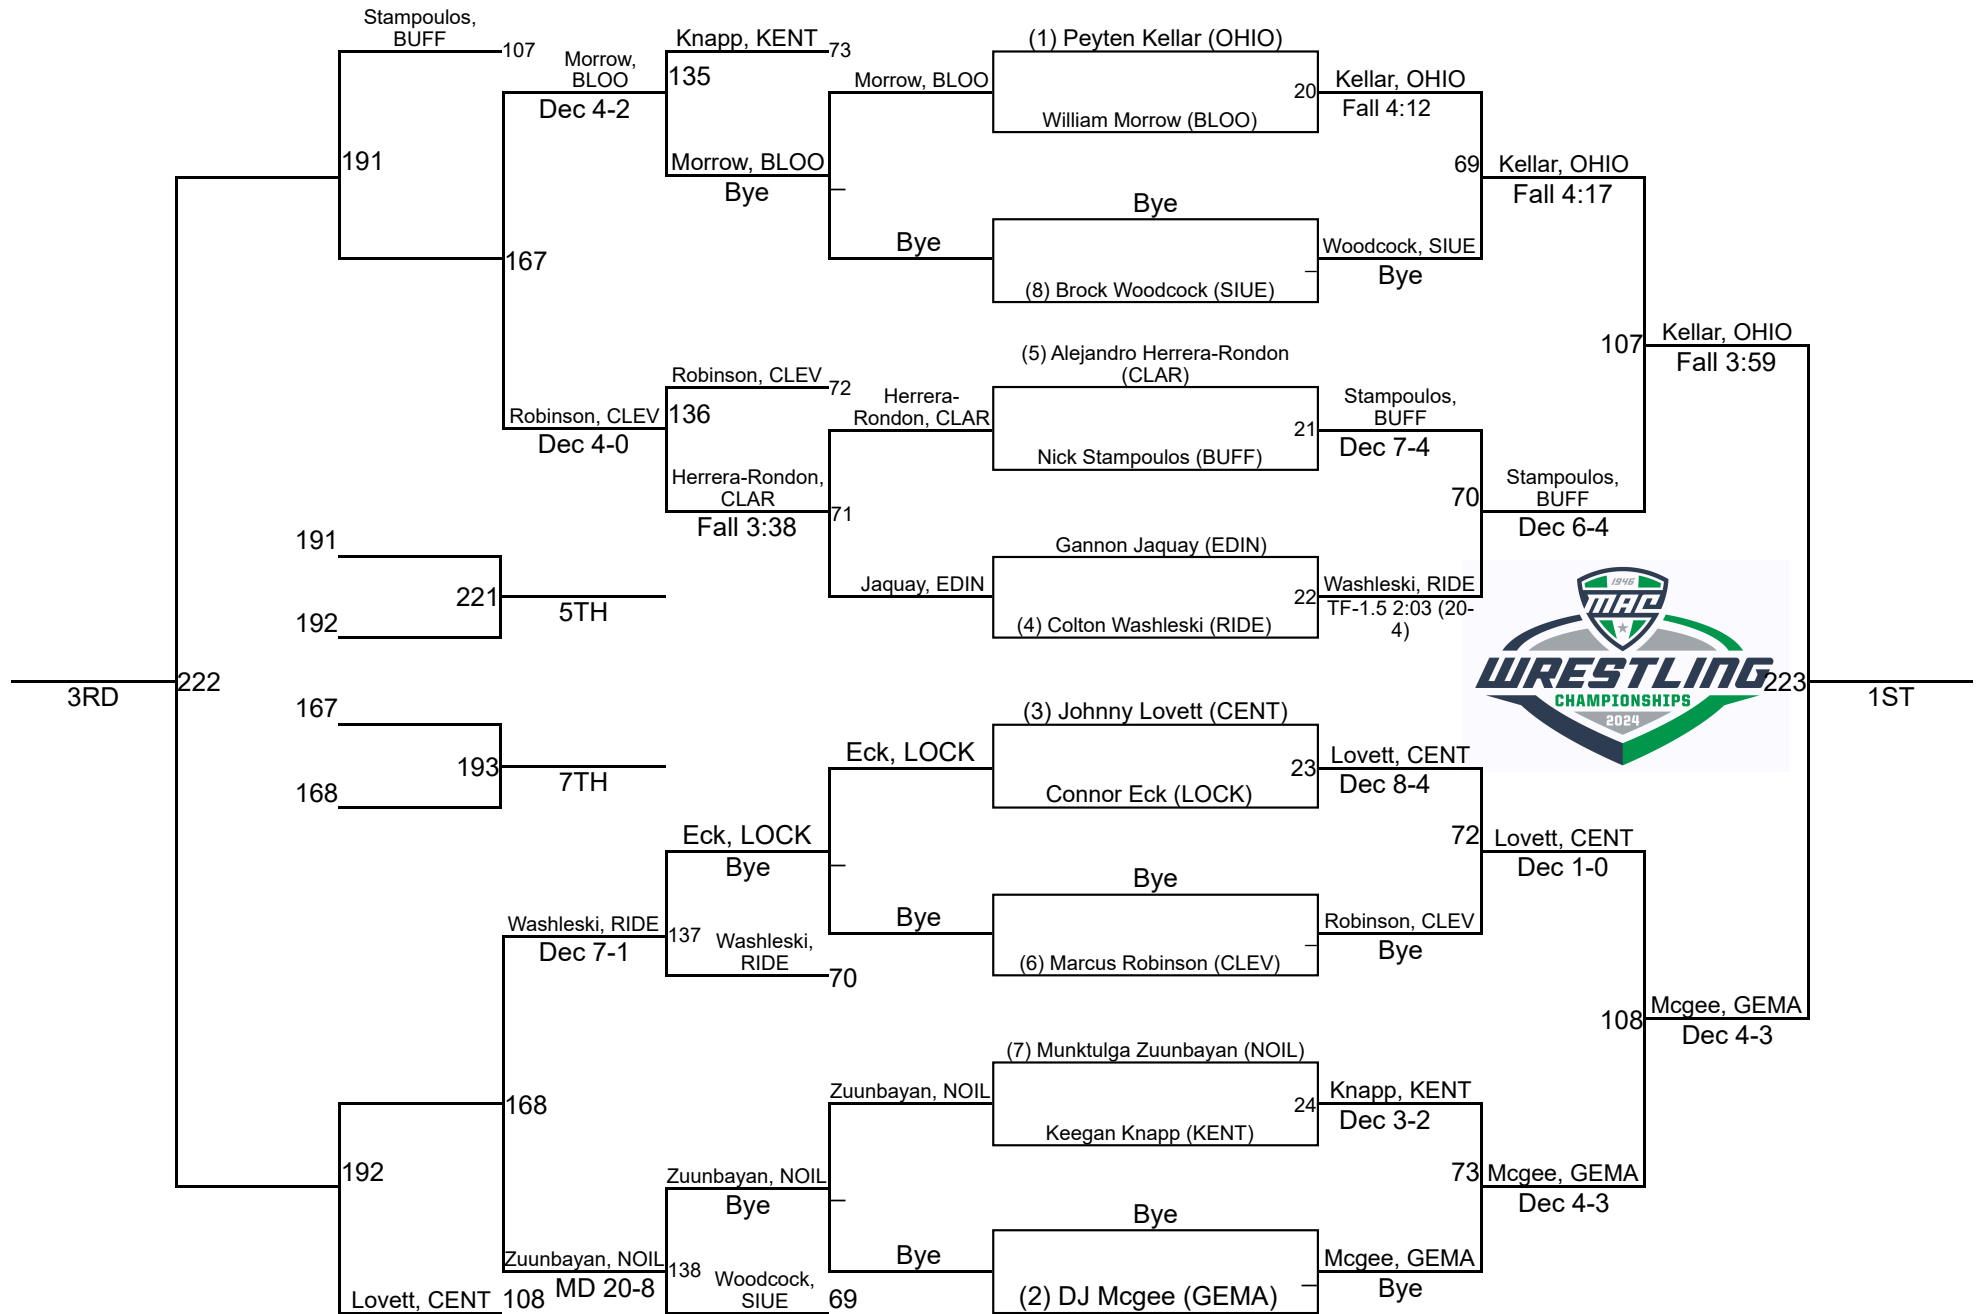 Stampoulos,
BUFF
107
Morrow,
BLOO
Dec 4-2
Knapp, KENT
73
135
Morrow, BLOO
Bye
191
167
Robinson, CLEV
Dec 4-0
Robinson, CLEV
72
136
Herrera-Rondon,
CLAR
Fall 3:38
71
Morrow, BLOO
Bye
Herrera-
Rondon, CLAR
Jaquay, EDIN
(1) Peyten Kellar (OHIO)
20
William Morrow (BLOO)
Bye
(8) Brock Woodcock (SIUE)
(5) Alejandro Herrera-Rondon
(CLAR)
21
Nick Stampoulos (BUFF)
Gannon Jaquay (EDIN)
22
(4) Colton Washleski (RIDE)
Kellar, OHIO
Fall 4:12
69
Woodcock, SIUE
Bye
Stampoulos,
BUFF
Dec 7-4
70
Washleski, RIDE
TF-1.5 2:03 (20-
4)
Kellar, OHIO
Fall 4:17
107
Stampoulos,
BUFF
Dec 6-4
Kellar, OHIO
Fall 3:59
191
221
192
5TH
3RD
222
167
193
168
7TH
1946
MAC
WRESTLING
CHAMPIONSHIPS
2024
223
1ST
Eck, LOCK
Bye
Washleski, RIDE
Dec 7-1
137
Washleski,
RIDE
70
168
192
Zuunbayan, NOIL
Bye
Zuunbayan, NOIL
MD 20-8
138
Woodcock,
SIUE
69
Lovett, CENT
108
Eck, LOCK
Bye
Zuunbayan, NOIL
Bye
(3) Johnny Lovett (CENT)
23
Connor Eck (LOCK)
Bye
(6) Marcus Robinson (CLEV)
(7) Munktulga Zuunbayan (NOIL)
24
Keegan Knapp (KENT)
Bye
(2) DJ Mcgee (GEMA)
Lovett, CENT
Dec 8-4
72
Robinson, CLEV
Bye
Knapp, KENT
Dec 3-2
73
Mcgee, GEMA
Bye
Lovett, CENT
Dec 1-0
108
Mcgee, GEMA
Dec 4-3
Mcgee, GEMA
Dec 4-3